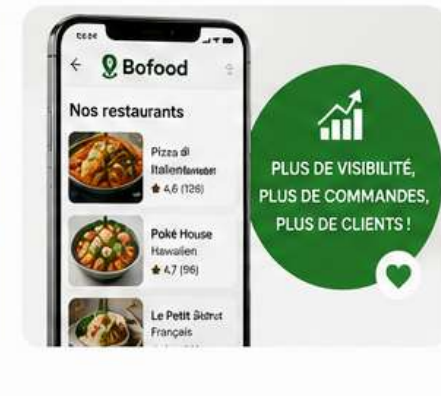 Bofood
Nos restaurants
Pizza
4,6 (126)
Poké House
Hawaïen
4,7 (96)
Le Petit
Français
PLUS DE VISIBILITÉ,
PLUS DE COMMANDES,
PLUS DE CLIENTS !